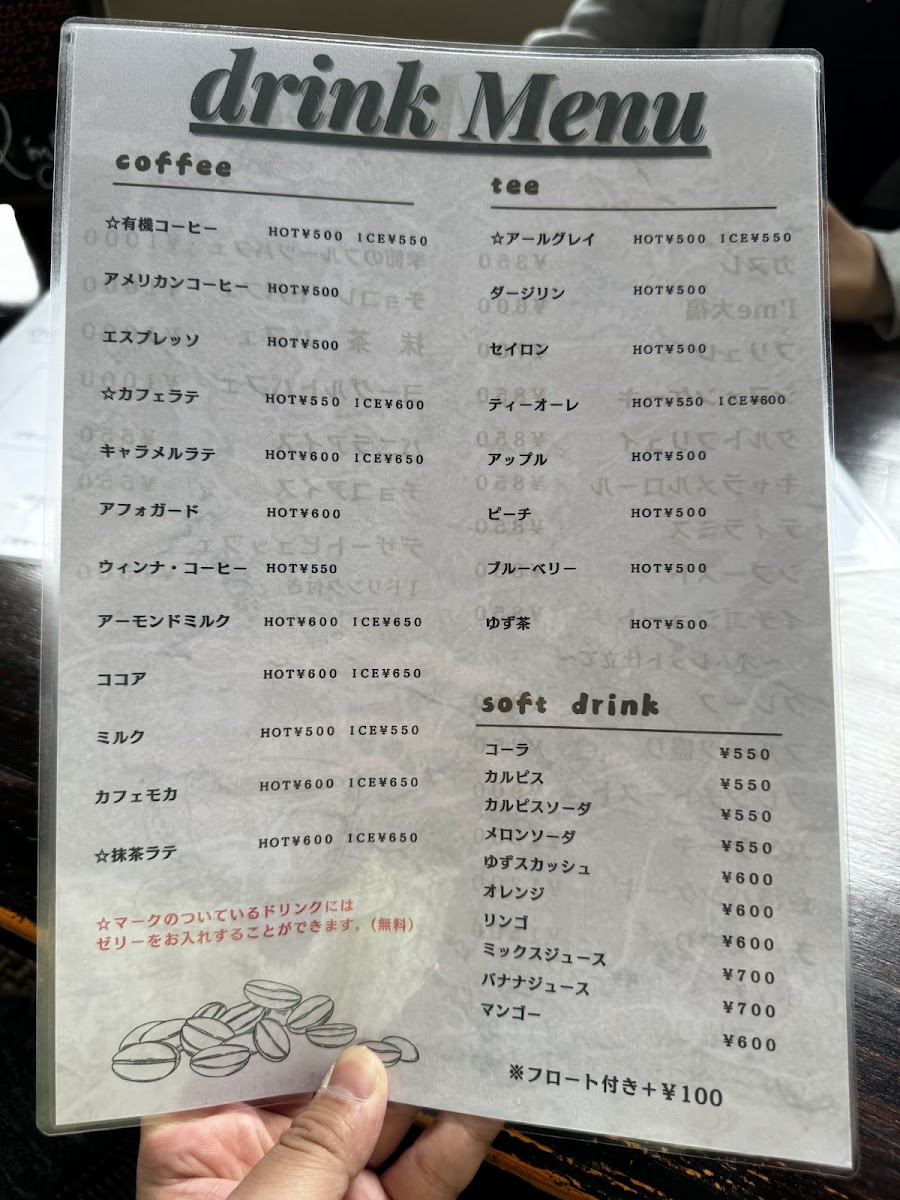 drink Menu
coffee
☆有機コーヒー HOT¥500 ICE¥550
アメリカンコーヒー HOT¥500
エスプレッソ HOT¥500
☆カフェラテ HOT¥550 ICE¥600
キャラメルラテ HOT¥600 ICE¥650
アフォガード HOT¥600
ウィンナ・コーヒー HOT¥550
アーモンドミルク HOT¥600 ICE¥650
ココア HOT¥600 ICE¥650
ミルク HOT¥500 ICE¥550
カフェモカ HOT¥600 ICE¥650
☆抹茶ラテ HOT¥600 ICE¥650
☆マークのついているドリンクには
ゼリーをお入れすることができます。(無料)
tee
☆アールグレイ HOT¥500 ICE¥550
ダージリン HOT¥500
セイロン HOT¥500
ティーオーレ HOT¥550 ICE¥600
アップル HOT¥500
ピーチ HOT¥500
ブルーベリー HOT¥500
ゆず茶 HOT¥500
soft drink
コーラ ¥550
カルピス ¥550
カルピスソーダ ¥550
メロンソーダ ¥550
ゆずスカッシュ ¥600
オレンジ ¥600
リンゴ ¥600
ミックスジュース ¥700
バナナジュース ¥700
マンゴー ¥600
※フロート付き+¥100